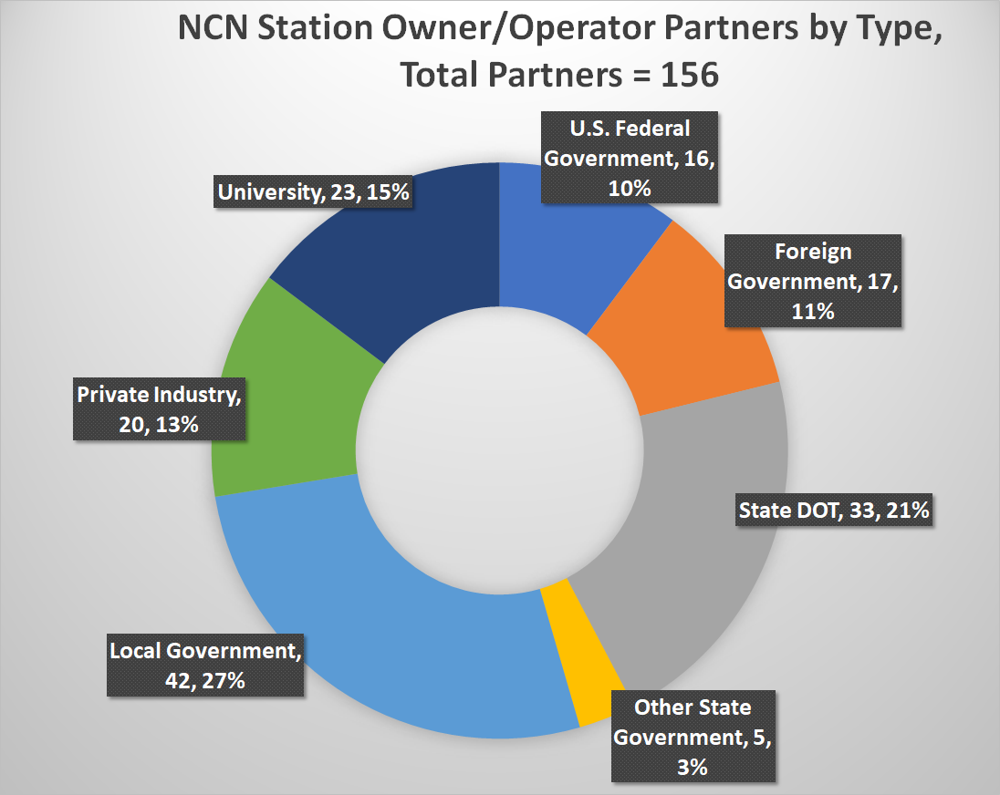 NCN Station Owner/Operator Partners by Type,
Total Partners = 156
U.S. Federal
Government, 16,
10%
University, 23, 15%
Foreign
Government, 17,
11%
Private Industry,
20, 13%
State DOT, 33, 21%
Local Government,
42, 27%
Other State
Government, 5,
3%